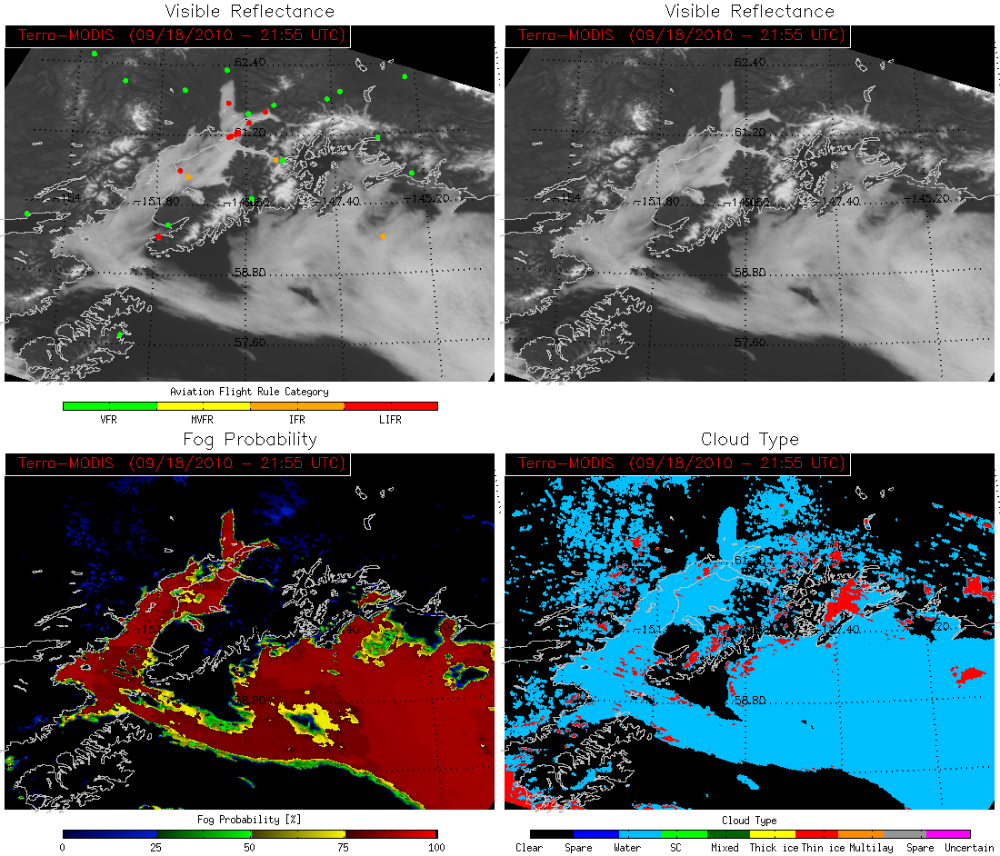 Visible Reflectance
Terra-MODIS (09/18/2010 - 21:55 UTC)
62.40
61.20
-154
-151.80
-147.40
-145.20
58.80
57.60
Aviation Flight Rule Category
VFR MVFR IFR LIFR
Visible Reflectance
Terra-MODIS (09/18/2010 - 21:55 UTC)
62.40
61.20
-154
-151.80
-147.40
-145.20
58.80
57.60
Fog Probability
Terra-MODIS (09/18/2010 - 21:55 UTC)
58.80
Fog Probability [%]
0 25 50 75 100
Cloud Type
Terra-MODIS (09/18/2010 - 21:55 UTC)
58.80
Cloud Type
Clear Spare Water SC Mixed Thick ice Thin ice Multilay Spare Uncertain